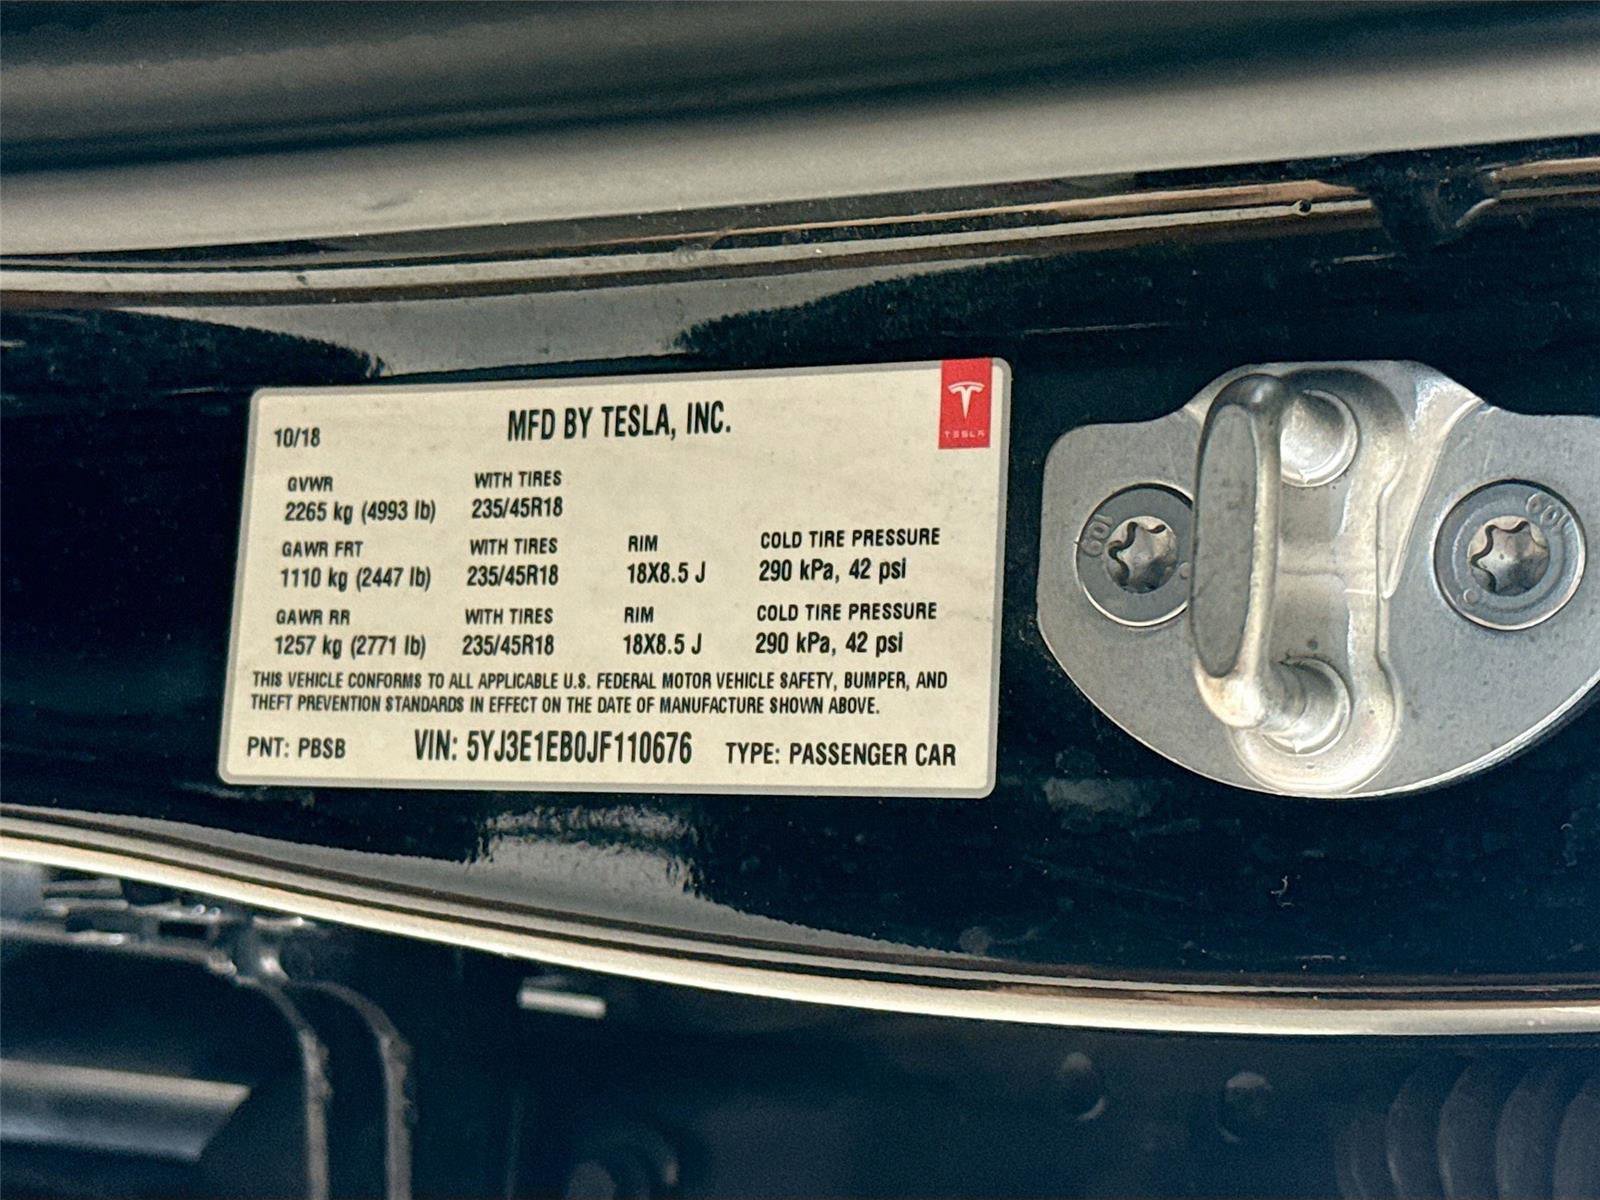 10/18 MFD BY TESLA, INC. TESLA
GVWR WITH TIRES
2265 kg (4993 lb) 235/45R18
GAWR FRT WITH TIRES RIM COLD TIRE PRESSURE
1110 kg (2447 lb) 235/45R18 18X8.5 J 290 kPa, 42 psi
GAWR RR WITH TIRES RIM COLD TIRE PRESSURE
1257 kg (2771 lb) 235/45R18 18X8.5 J 290 kPa, 42 psi
THIS VEHICLE CONFORMS TO ALL APPLICABLE U.S. FEDERAL MOTOR VEHICLE SAFETY, BUMPER, AND
THEFT PREVENTION STANDARDS IN EFFECT ON THE DATE OF MANUFACTURE SHOWN ABOVE.
PNT: PBSB VIN: 5YJ3E1EB0JF110676 TYPE: PASSENGER CAR